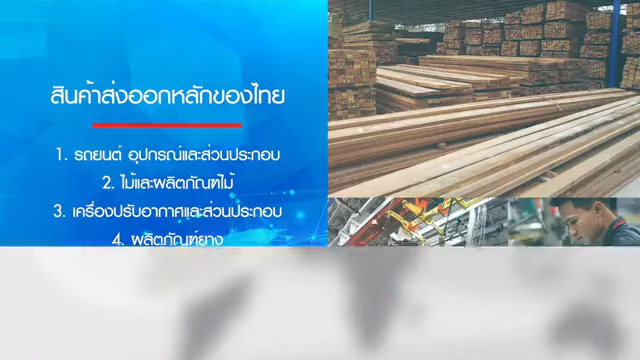 สินค้าส่งออกหลักของไทย
1. รถยนต์ อุปกรณ์และส่วนประกอบ
2. ไม้และผลิตภัณฑ์ไม้
3. เครื่องปรับอากาศและส่วนประกอบ
4. ผลิตภัณฑ์ยาง